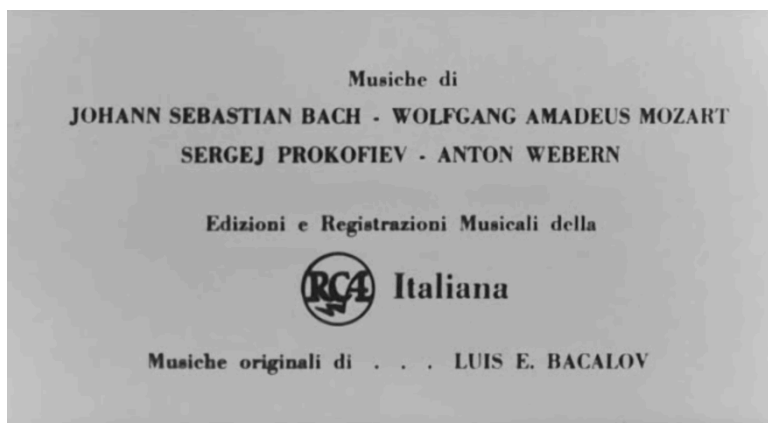 Musiche di
JOHANN SEBASTIAN BACH - WOLFGANG AMADEUS MOZART
SERGEJ PROKOFIEV - ANTON WEBERN
Edizioni e Registrazioni Musicali della
RCA Italiana
Musiche originali di . . . LUIS E. BACALOV